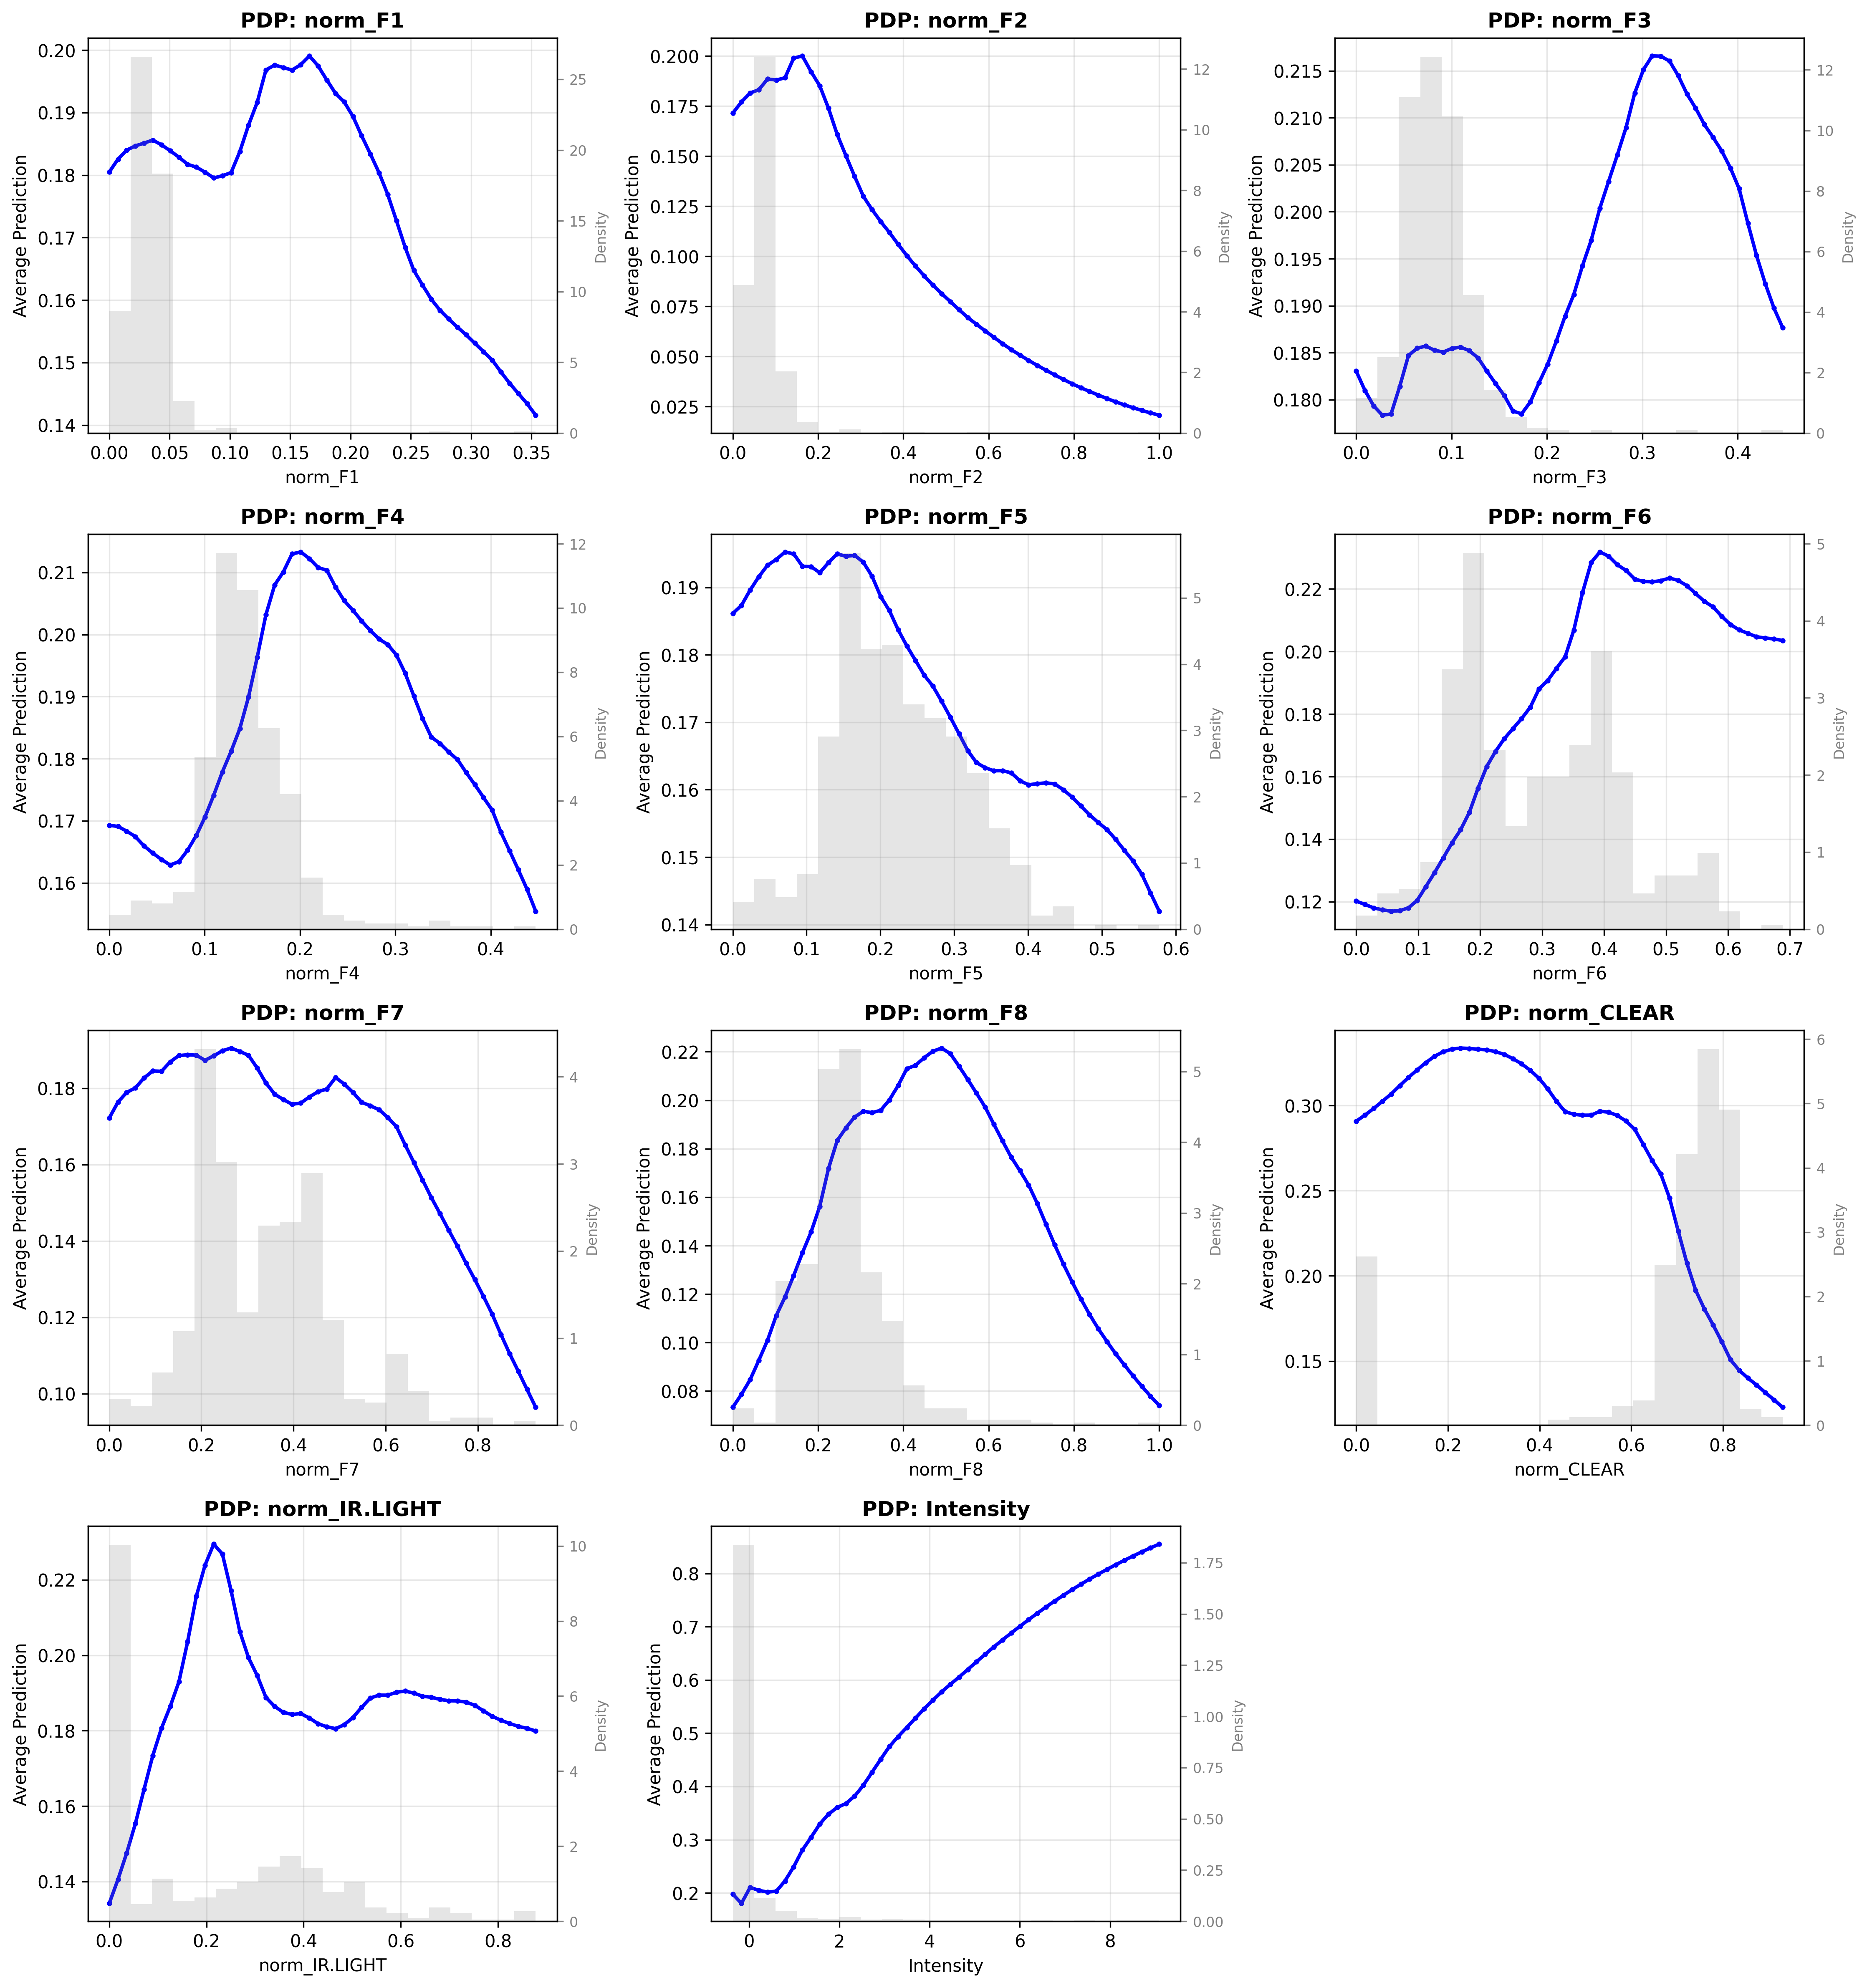 PDP: norm_F1
0.20
0.19
0.18
0.17
0.16
0.15
0.14
Average Prediction
25
20
15
10
5
0
Density
0.00 0.05 0.10 0.15 0.20 0.25 0.30 0.35
norm_F1
PDP: norm_F2
0.200
0.175
0.150
0.125
0.100
0.075
0.050
0.025
Average Prediction
12
10
8
6
4
2
0
Density
0.0 0.2 0.4 0.6 0.8 1.0
norm_F2
PDP: norm_F3
0.215
0.210
0.205
0.200
0.195
0.190
0.185
0.180
Average Prediction
12
10
8
6
4
2
0
Density
0.0 0.1 0.2 0.3 0.4
norm_F3
PDP: norm_F4
0.21
0.20
0.19
0.18
0.17
0.16
Average Prediction
12
10
8
6
4
2
0
Density
0.0 0.1 0.2 0.3 0.4
norm_F4
PDP: norm_F5
0.19
0.18
0.17
0.16
0.15
0.14
Average Prediction
5
4
3
2
1
0
Density
0.0 0.1 0.2 0.3 0.4 0.5 0.6
norm_F5
PDP: norm_F6
0.22
0.20
0.18
0.16
0.14
0.12
Average Prediction
5
4
3
2
1
0
Density
0.0 0.1 0.2 0.3 0.4 0.5 0.6 0.7
norm_F6
PDP: norm_F7
0.18
0.16
0.14
0.12
0.10
Average Prediction
4
3
2
1
0
Density
0.0 0.2 0.4 0.6 0.8
norm_F7
PDP: norm_F8
0.22
0.20
0.18
0.16
0.14
0.12
0.10
0.08
Average Prediction
5
4
3
2
1
0
Density
0.0 0.2 0.4 0.6 0.8 1.0
norm_F8
PDP: norm_CLEAR
0.30
0.25
0.20
0.15
Average Prediction
6
5
4
3
2
1
0
Density
0.0 0.2 0.4 0.6 0.8
norm_CLEAR
PDP: norm_IR.LIGHT
0.22
0.20
0.18
0.16
0.14
Average Prediction
10
8
6
4
2
0
Density
0.0 0.2 0.4 0.6 0.8
norm_IR.LIGHT
PDP: Intensity
0.8
0.7
0.6
0.5
0.4
0.3
0.2
Average Prediction
1.75
1.50
1.25
1.00
0.75
0.50
0.25
0.00
Density
0 2 4 6 8
Intensity